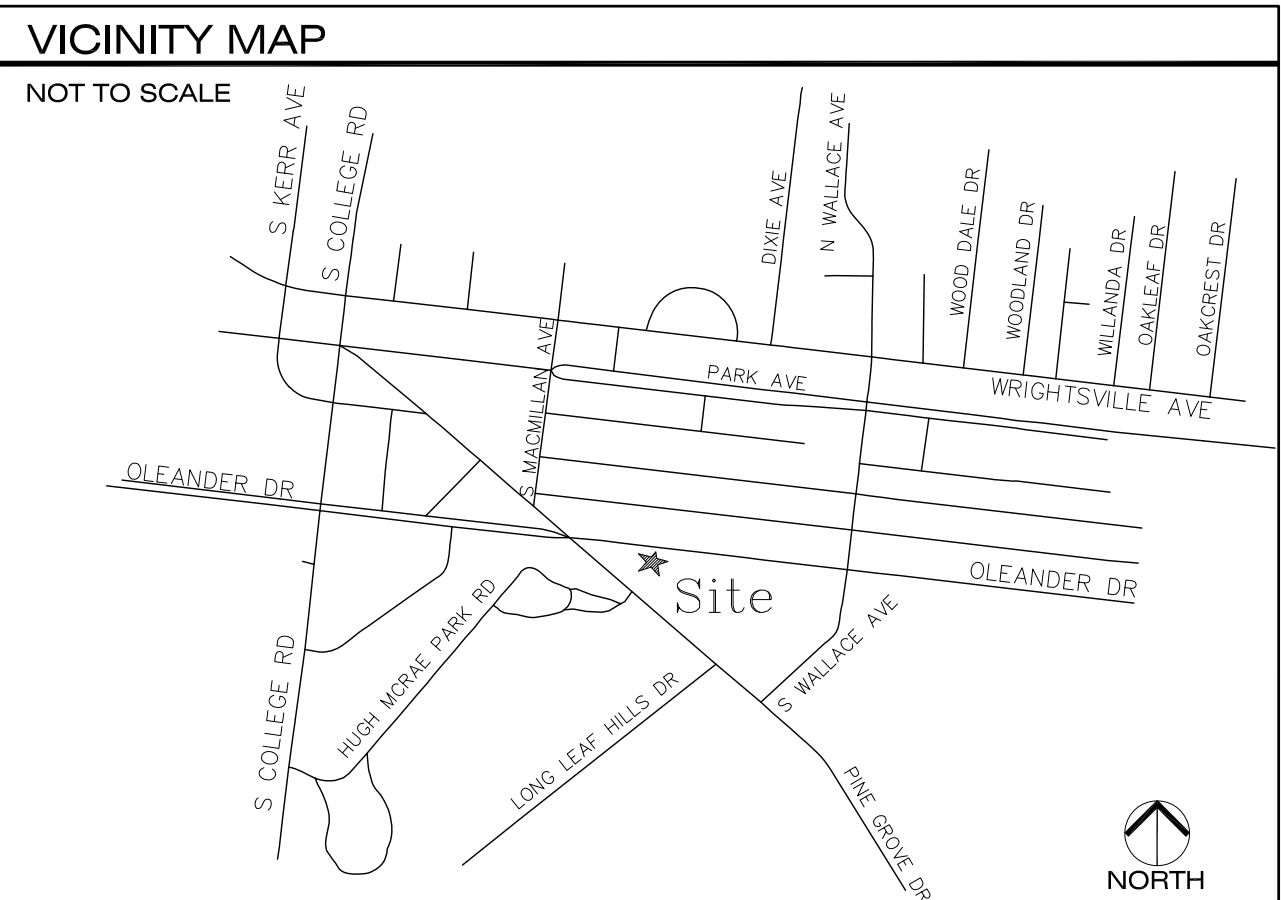 VICINITY MAP
NOT TO SCALE
S KERR AVE
S COLLEGE RD
DIXIE AVE
N WALLACE AVE
WOOD DALE DR
WOODLAND DR
WILLANDA DR
OAKLEAF DR
OAKCREST DR
S MACMILLAN AVE
PARK AVE
WRIGHTSVILLE AVE
OLEANDER DR
OLEANDER DR
Site
HUGH MCRAE PARK RD
S WALLACE AVE
S COLLEGE RD
LONG LEAF HILLS DR
PINE GROVE DR
NORTH